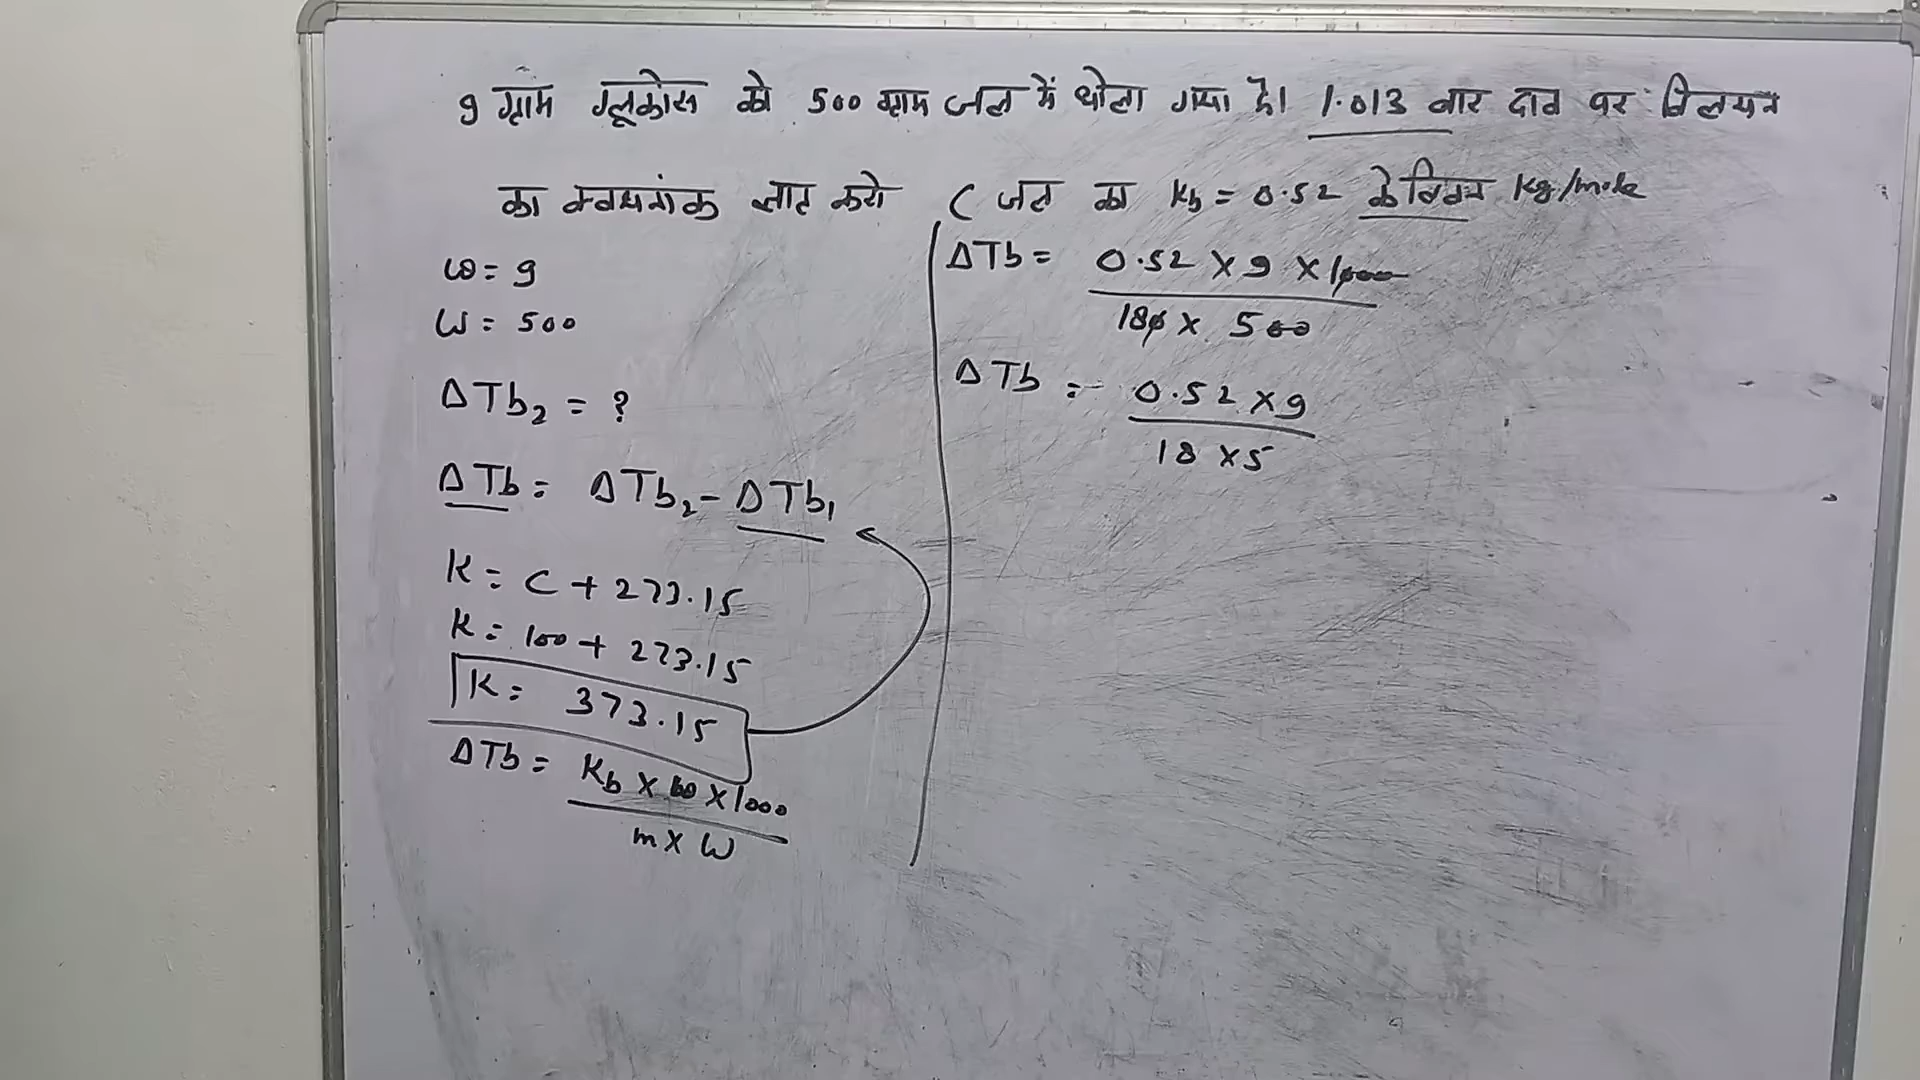 9 ग्राम ग्लूकोस को 500 ग्राम जल में घोला गया है। 1.013 बार दाब पर विलयन
का क्वथनांक ज्ञात करो ( जल का Kb = 0.52 केल्विन Kg/mole
ω = 9
W = 500
ΔTb₂ = ?
ΔTb = ΔTb₂ - ΔTb₁
K = C + 273.15
K = 100 + 273.15
K = 373.15
ΔTb = Kb × ω × 1000 / m × W
ΔTb = 0.52 × 9 × 1000 / 180 × 500
ΔTb = 0.52 × 9 / 18 × 5